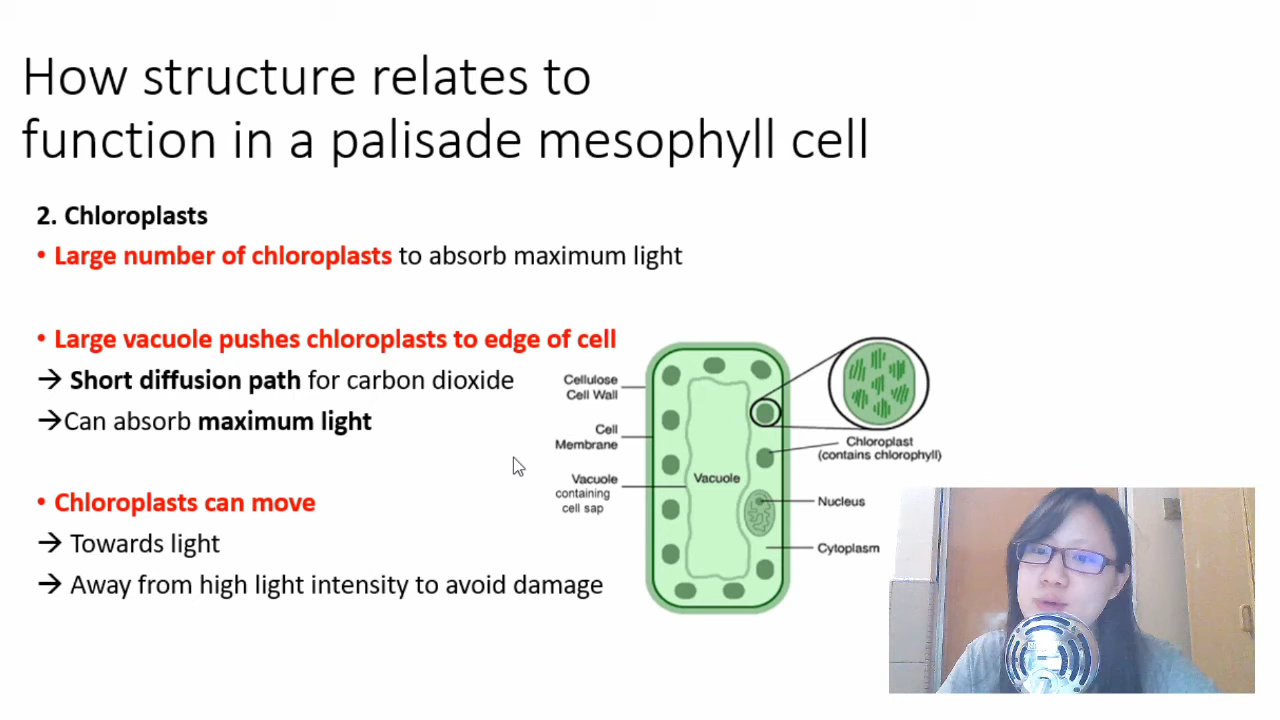 How structure relates to
function in a palisade mesophyll cell
2. Chloroplasts
• Large number of chloroplasts to absorb maximum light
• Large vacuole pushes chloroplasts to edge of cell
→ Short diffusion path for carbon dioxide
→Can absorb maximum light
• Chloroplasts can move
→ Towards light
→ Away from high light intensity to avoid damage
Cellulose
Cell Wall
Cell
Membrane
Vacuole
containing
cell sap
Vacuole
Chloroplast
(contains chlorophyll)
Nucleus
Cytoplasm